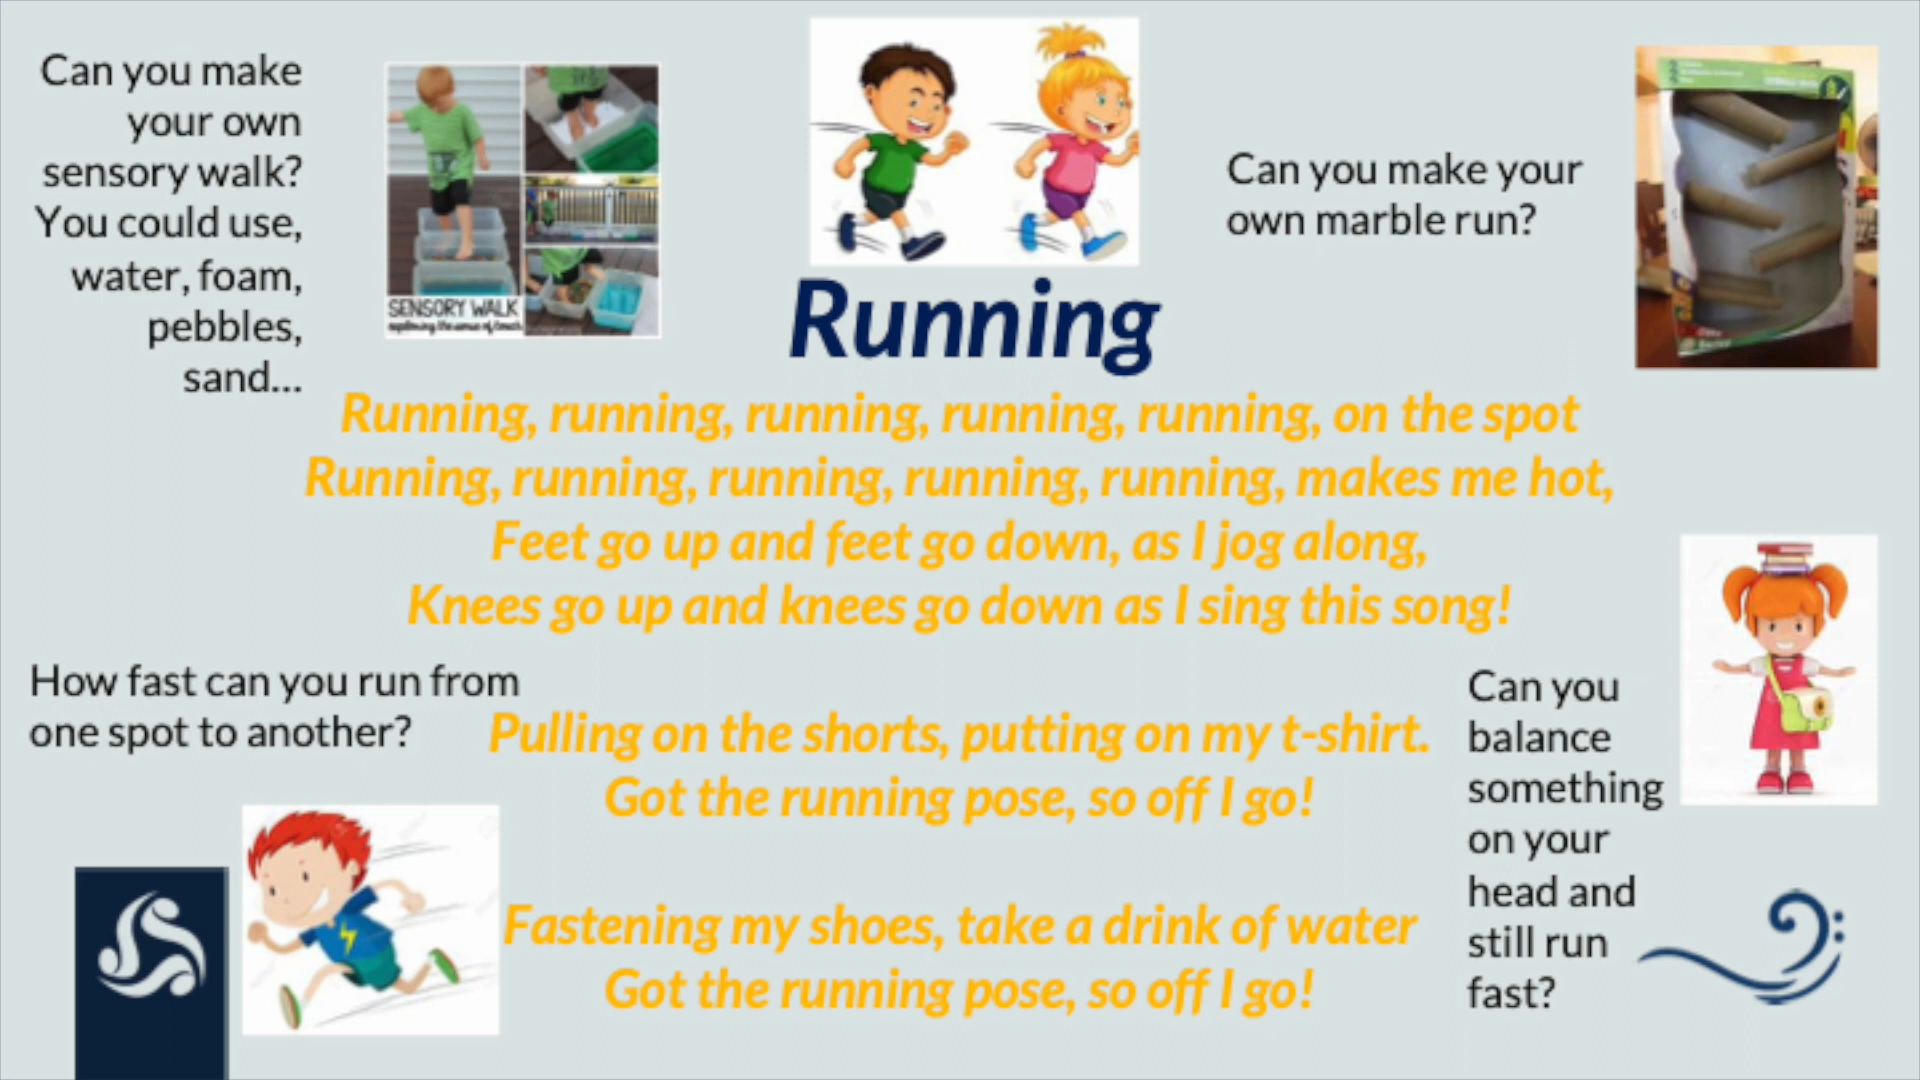 Can you make
your own
sensory walk?
You could use,
water, foam,
pebbles,
sand...
SENSORY WALK
exploring the sense of touch
Can you make your
own marble run?
Running
Running, running, running, running, running, on the spot
Running, running, running, running, running, makes me hot,
Feet go up and feet go down, as I jog along,
Knees go up and knees go down as I sing this song!
How fast can you run from
one spot to another?
Pulling on the shorts, putting on my t-shirt.
Got the running pose, so off I go!
Fastening my shoes, take a drink of water
Got the running pose, so off I go!
Can you
balance
something
on your
head and
still run
fast?